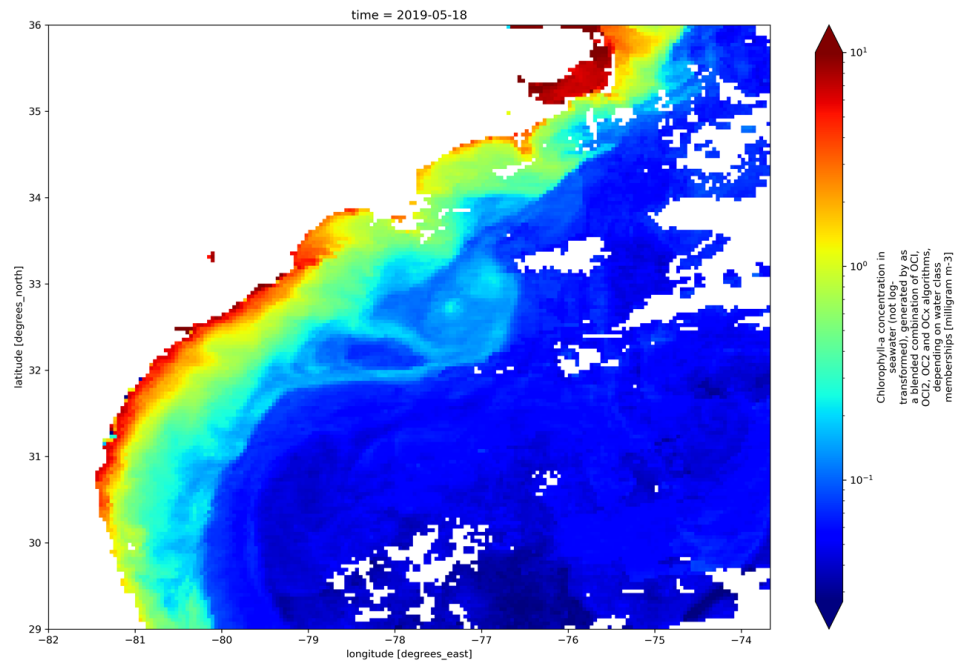 time = 2019-05-18
36
35
34
33
32
31
30
29
latitude [degrees_north]
−82
−81
−80
−79
−78
−77
−76
−75
−74
longitude [degrees_east]
10¹
10⁰
10⁻¹
Chlorophyll-a concentration in
seawater (not log-
transformed), generated by as
a blended combination of OCI,
OCI2, OC2 and OCx algorithms,
depending on water class
memberships [milligram m-3]